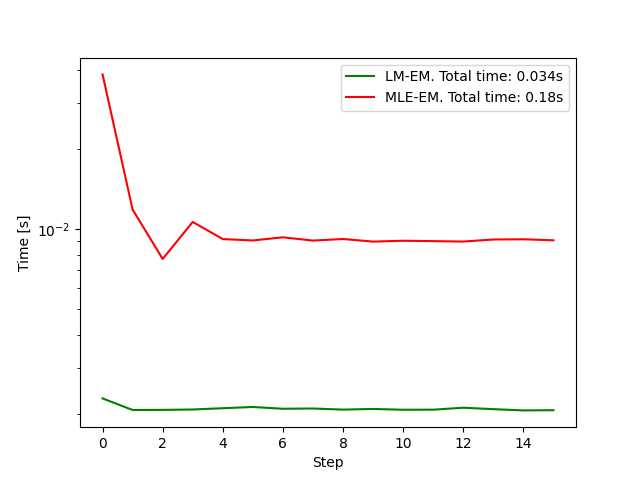 LM-EM. Total time: 0.034s
MLE-EM. Total time: 0.18s
Time [s]
10⁻²
0 2 4 6 8 10 12 14
Step